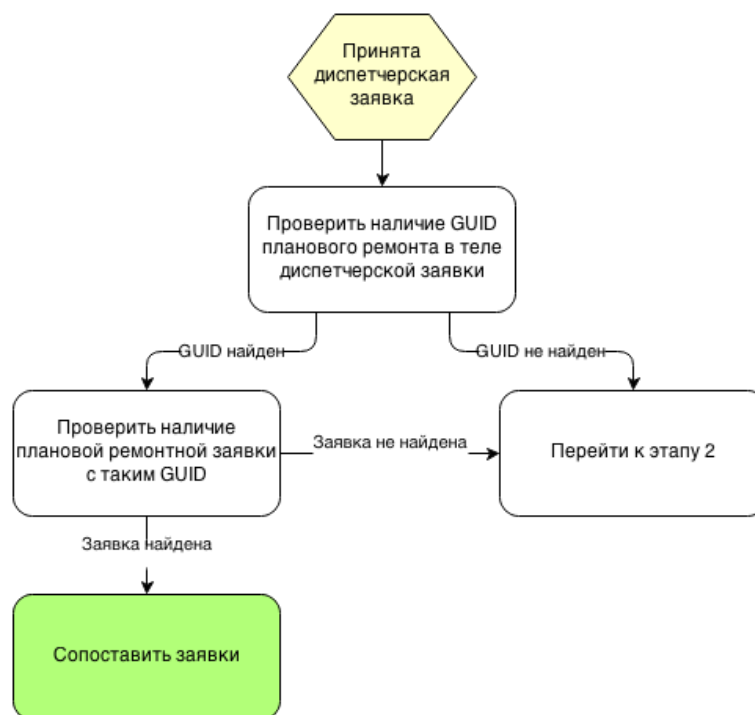 Принята
диспетчерская
заявка
Проверить наличие GUID
планового ремонта в теле
диспетчерской заявки
GUID найден
GUID не найден
Проверить наличие
плановой ремонтной заявки
с таким GUID
Заявка не найдена
Перейти к этапу 2
Заявка найдена
Сопоставить заявки